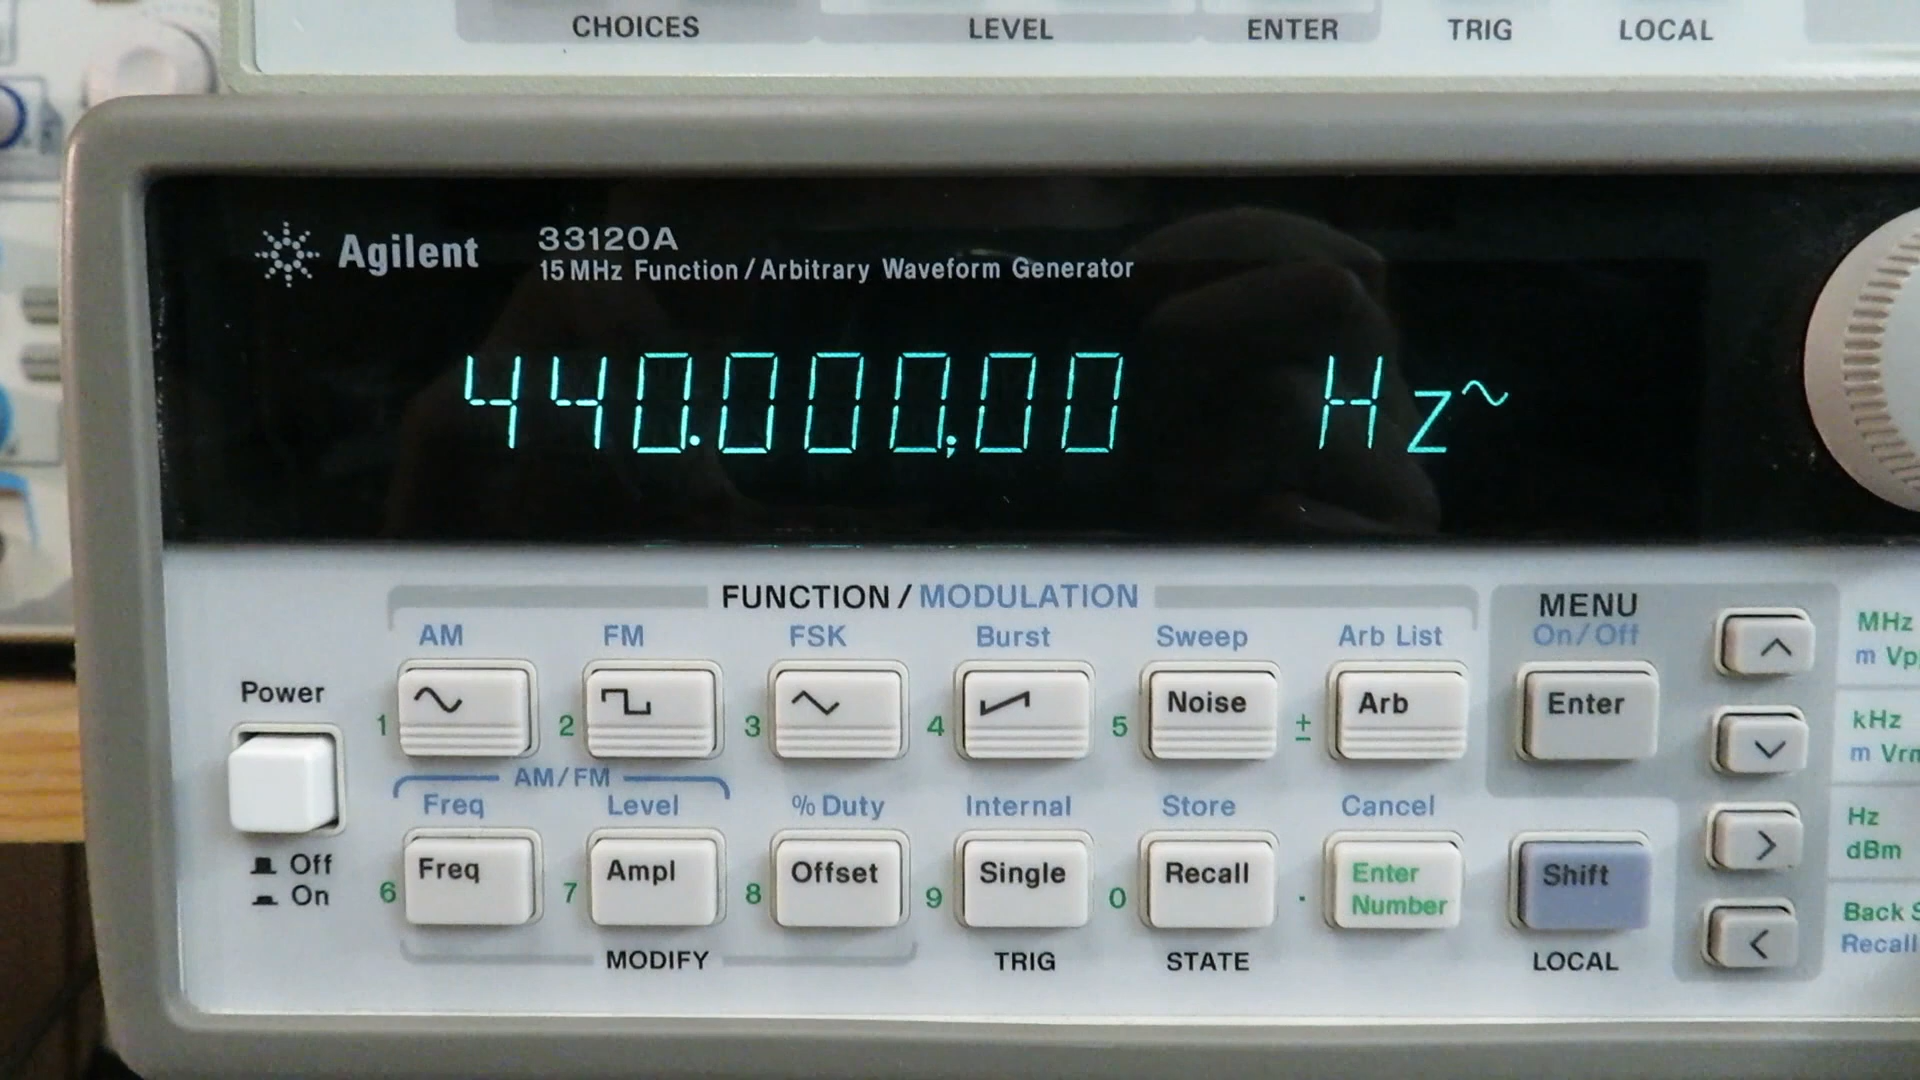 CHOICES LEVEL ENTER TRIG LOCAL
Agilent 33120A
15 MHz Function / Arbitrary Waveform Generator
440.000,00 Hz~
FUNCTION / MODULATION MENU
AM FM FSK Burst Sweep Arb List On/Off
MHz
m
Power
1 2 3 4 5 Noise ± Arb Enter
kHz
m
AM/FM
Freq Level % Duty Internal Store Cancel
Hz
dBm
Off
On
6 Freq 7 Ampl 8 Offset 9 Single 0 Recall . Enter Number Shift
Back
Recall
MODIFY TRIG STATE LOCAL